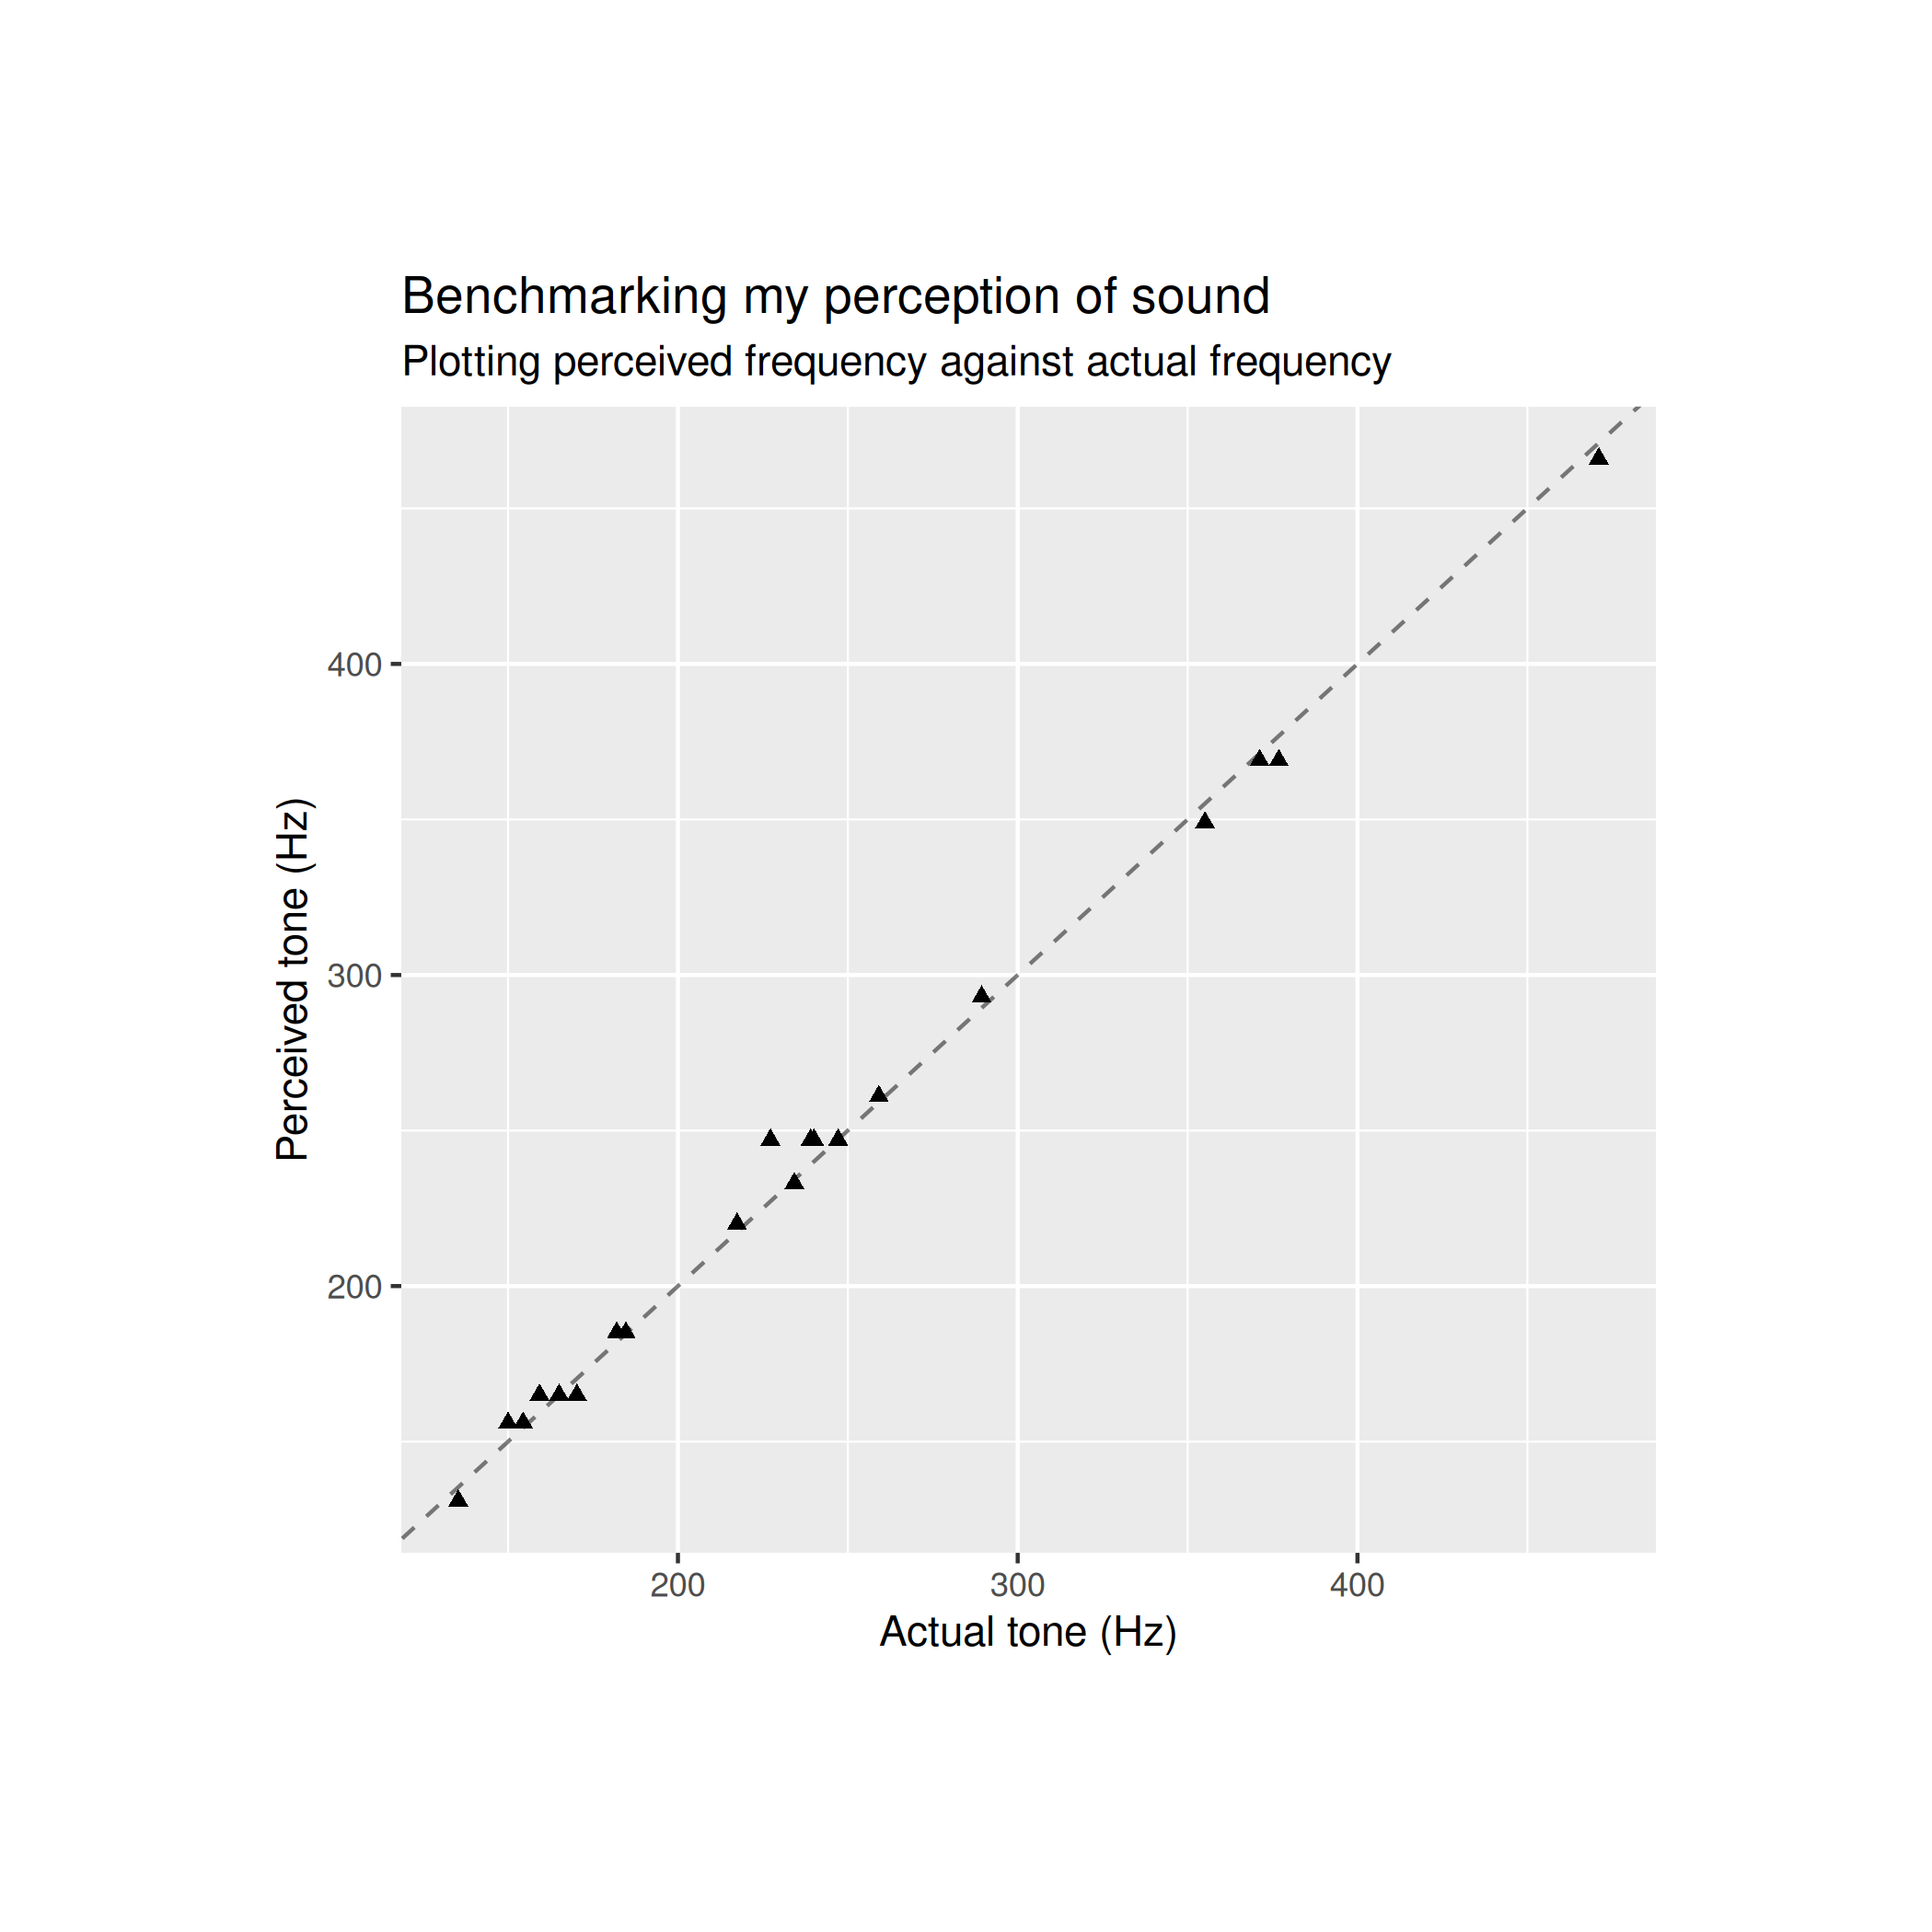 Benchmarking my perception of sound
Plotting perceived frequency against actual frequency
Perceived tone (Hz)
400
300
200
200
300
400
Actual tone (Hz)